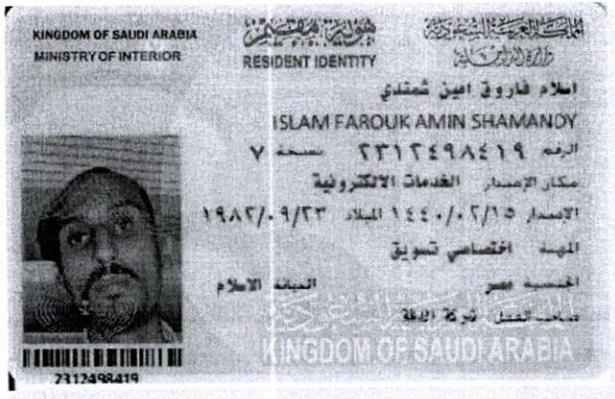 KINGDOM OF SAUDI ARABIA
MINISTRY OF INTERIOR
هوية مقيم
RESIDENT IDENTITY
المملكة العربية السعودية
وزارة الداخلية
اسلام فاروق امين شمندي
ISLAM FAROUK AMIN SHAMANDY
الرقم ٢٣١٢٤٩٨٤١٩ نسخة ٧
مكان الإصدار الخدمات الالكترونية
الاصدار ١٤٤٠/٠٢/١٥ الميلاد ١٩٨٢/٠٩/٢٣
المهنة اختصاصي تسويق
الجنسية مصر الديانة الاسلام
صاحب العمل شركة
KINGDOM OF SAUDI ARABIA
2312498419